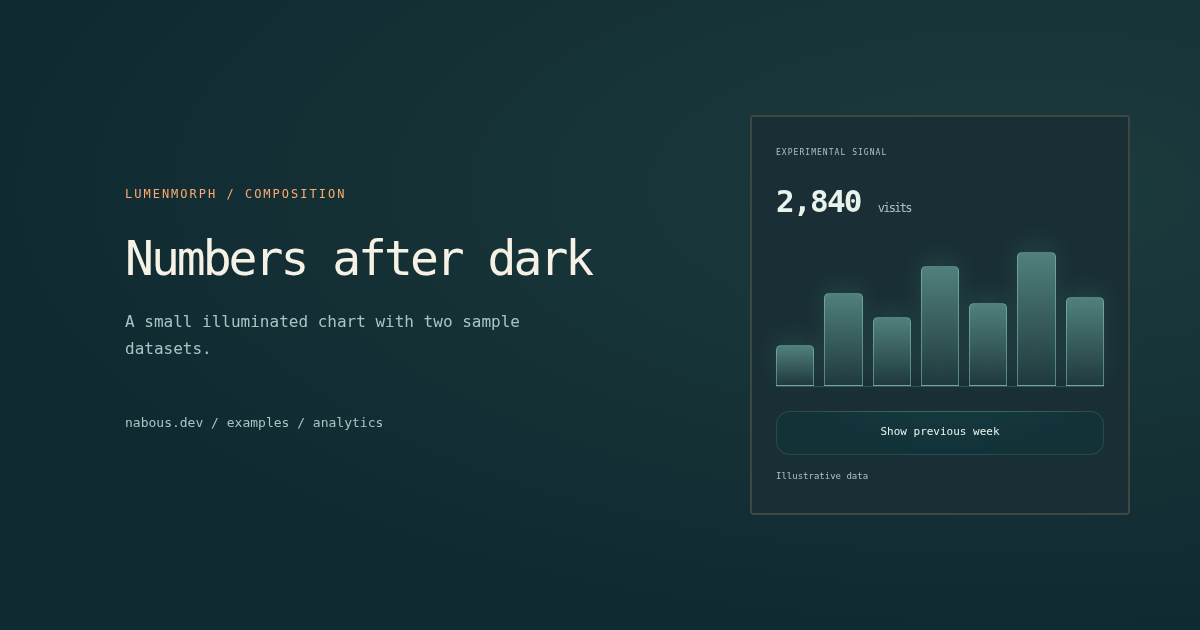 LUMENMORPH / COMPOSITION
Numbers after dark
A small illuminated chart with two sample
datasets.
nabous.dev / examples / analytics
EXPERIMENTAL SIGNAL
2,840 visits
Show previous week
Illustrative data